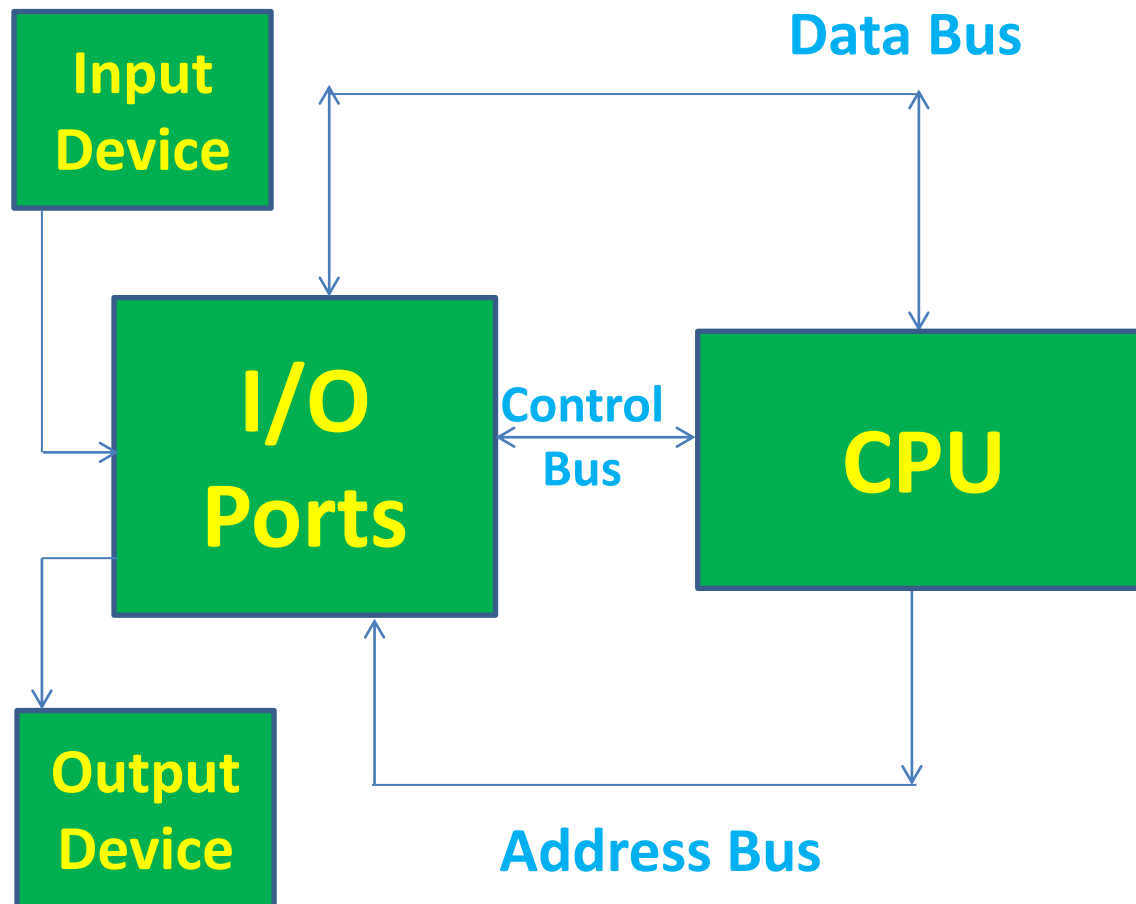 Data Bus
Input
Device
I/O
Ports
Control
Bus
CPU
Output
Device
Address Bus